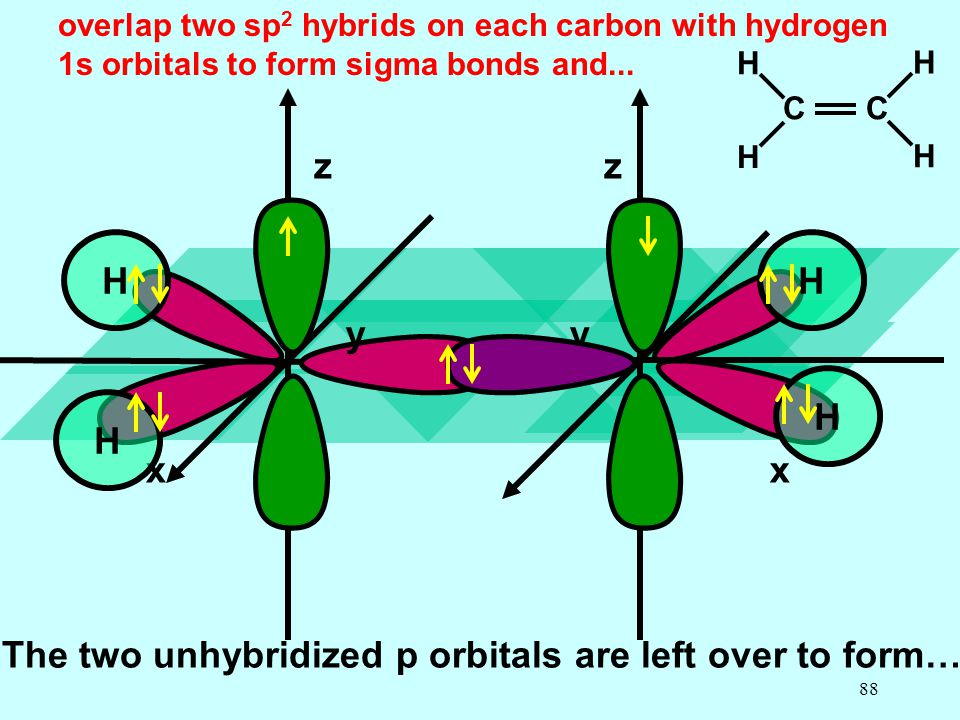 overlap two sp² hybrids on each carbon with hydrogen
1s orbitals to form sigma bonds and...
H H
C C
H H
z z
H H
y y
H H
x x
The two unhybridized p orbitals are left over to form…
88